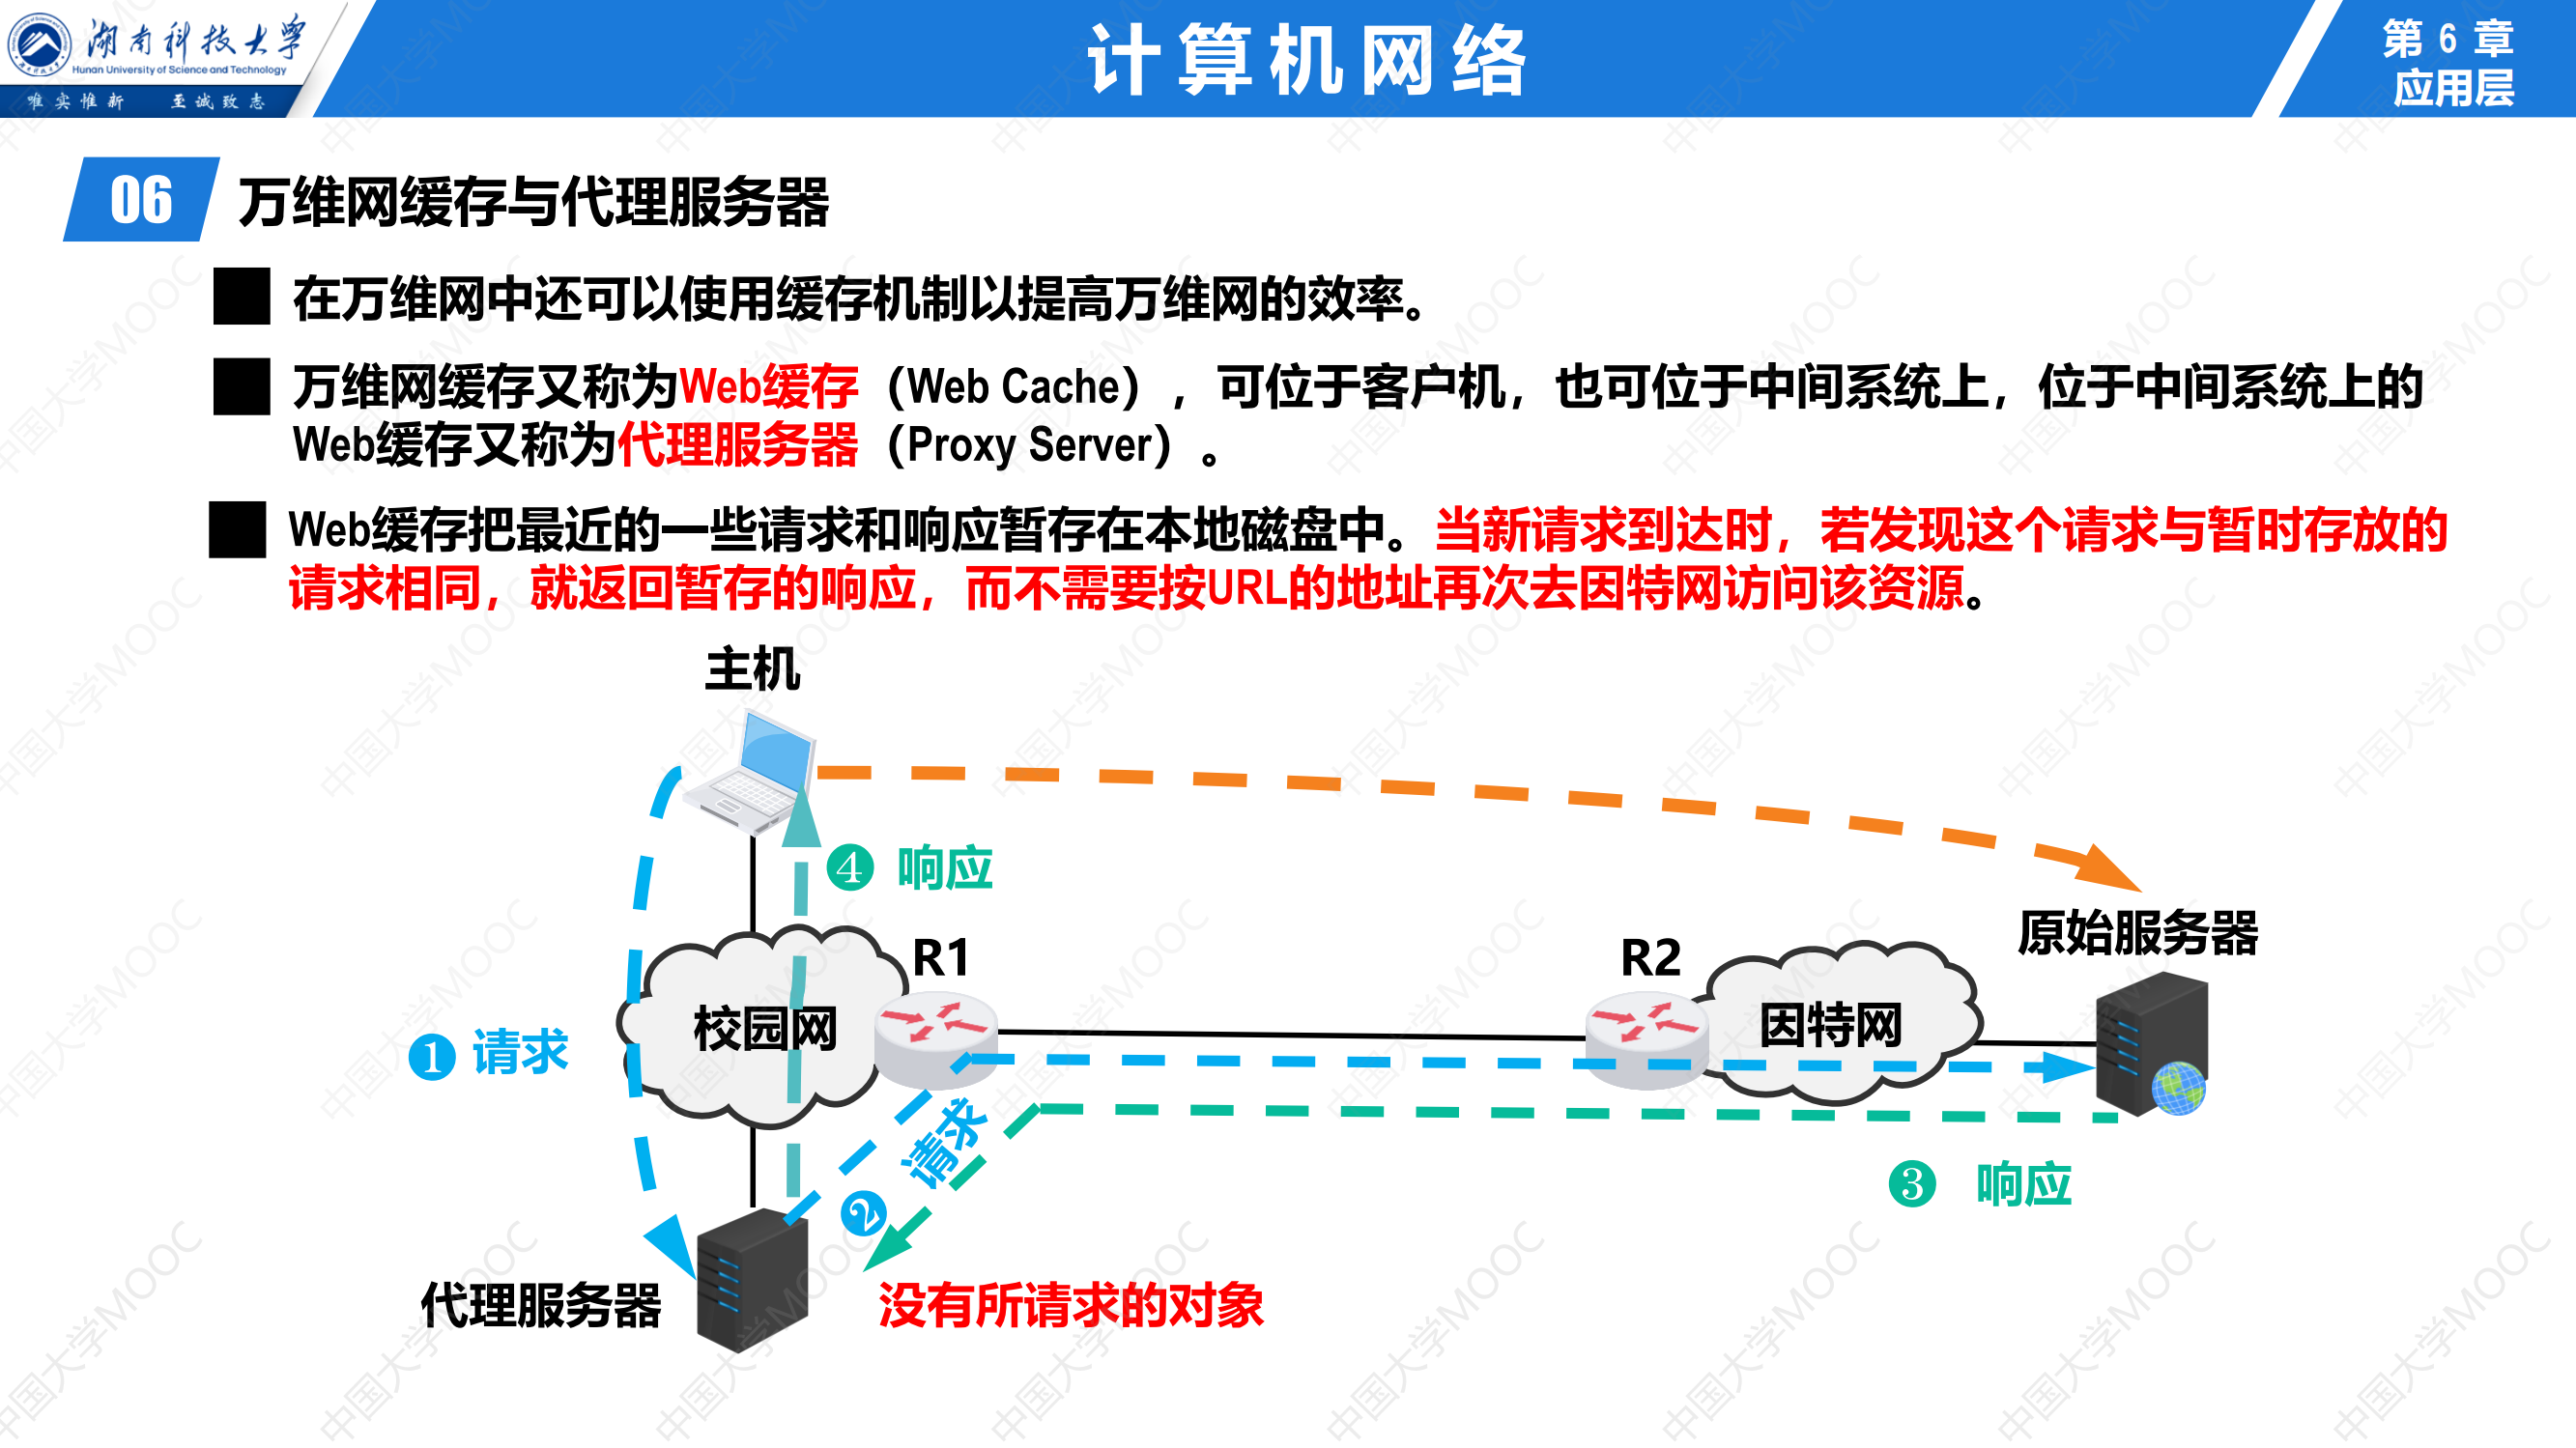 湖南科技大学
Hunan University of Science and Technology
唯实惟新 至诚致志
计算机网络
第 6 章
应用层
06
万维网缓存与代理服务器
在万维网中还可以使用缓存机制以提高万维网的效率。
万维网缓存又称为Web缓存（Web Cache），可位于客户机，也可位于中间系统上，位于中间系统上的
Web缓存又称为代理服务器（Proxy Server）。
Web缓存把最近的一些请求和响应暂存在本地磁盘中。当新请求到达时，若发现这个请求与暂时存放的
请求相同，就返回暂存的响应，而不需要按URL的地址再次去因特网访问该资源。
主机
❹ 响应
原始服务器
R1
R2
校园网
因特网
❶ 请求
❷ 请求
❸ 响应
代理服务器
没有所请求的对象
中国大学MOOC